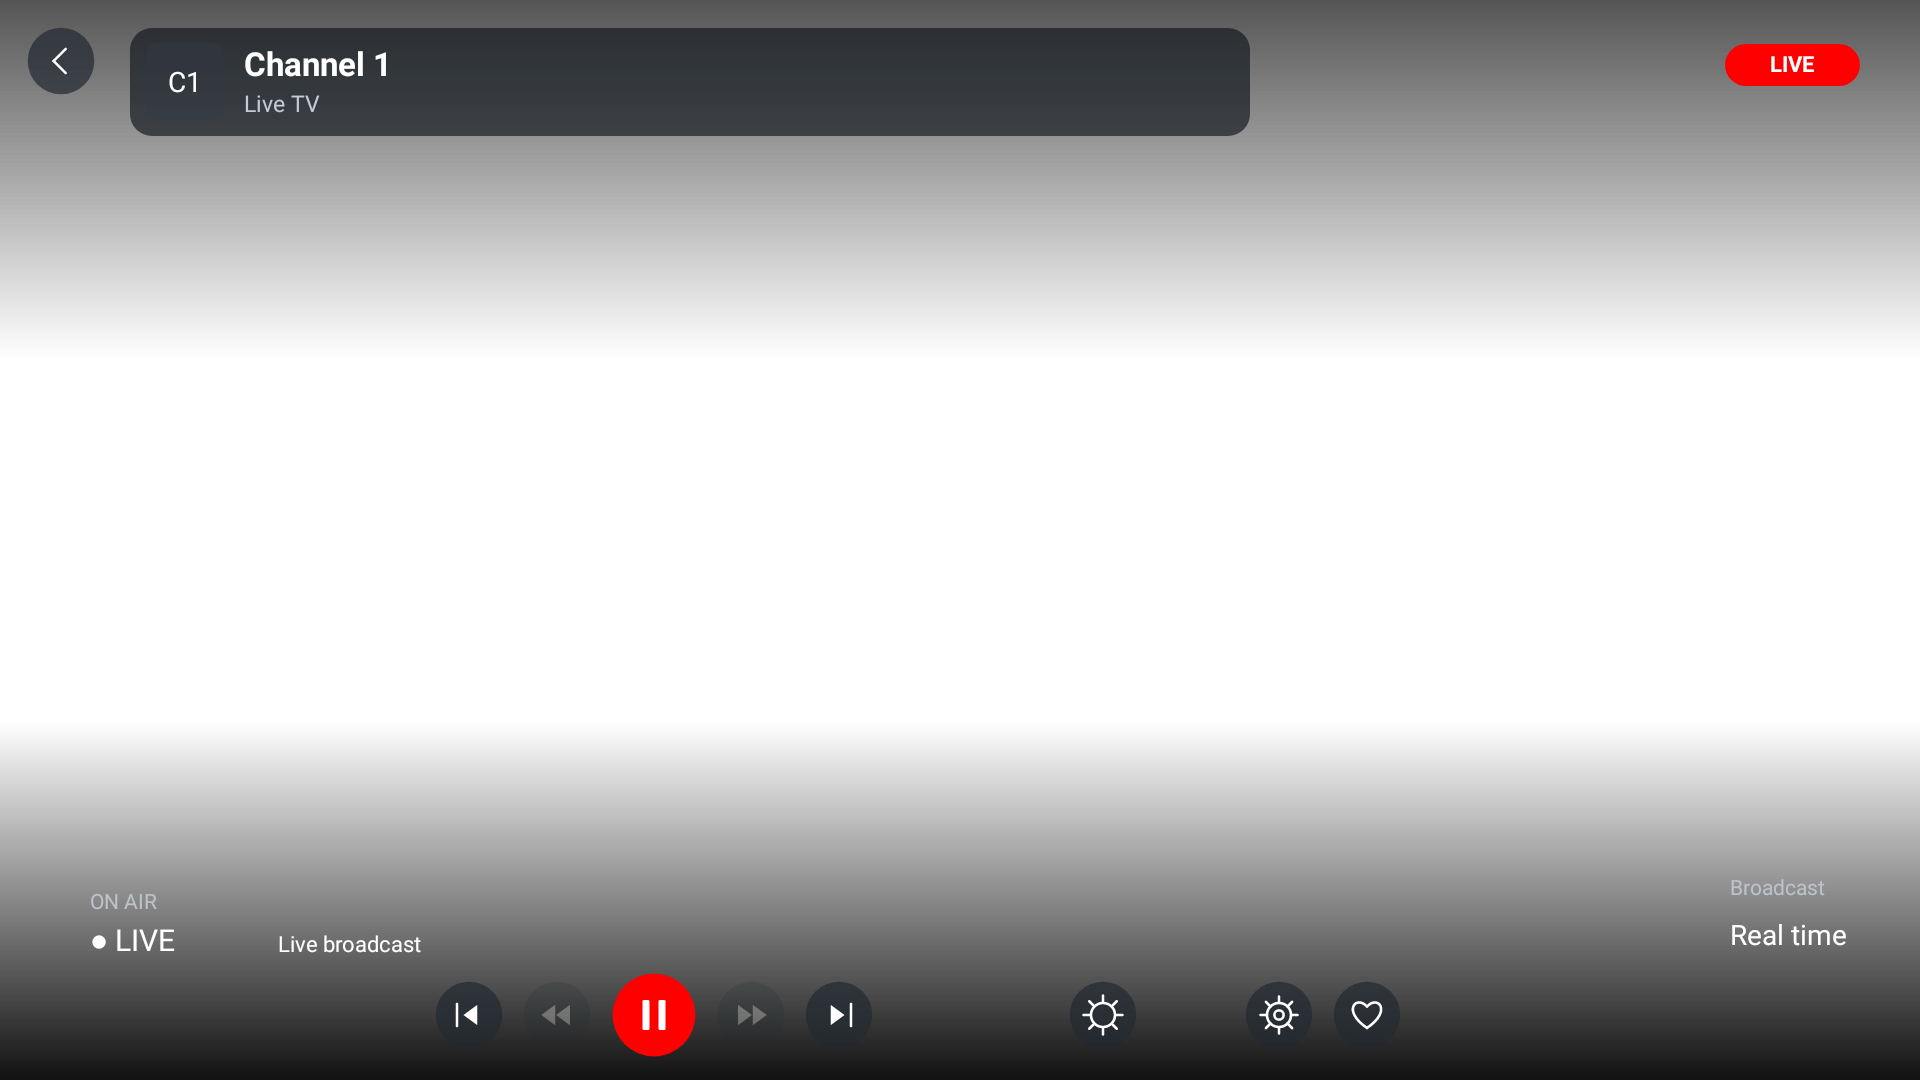 C1
Channel 1
Live TV
LIVE
ON AIR
● LIVE
Live broadcast
Broadcast
Real time